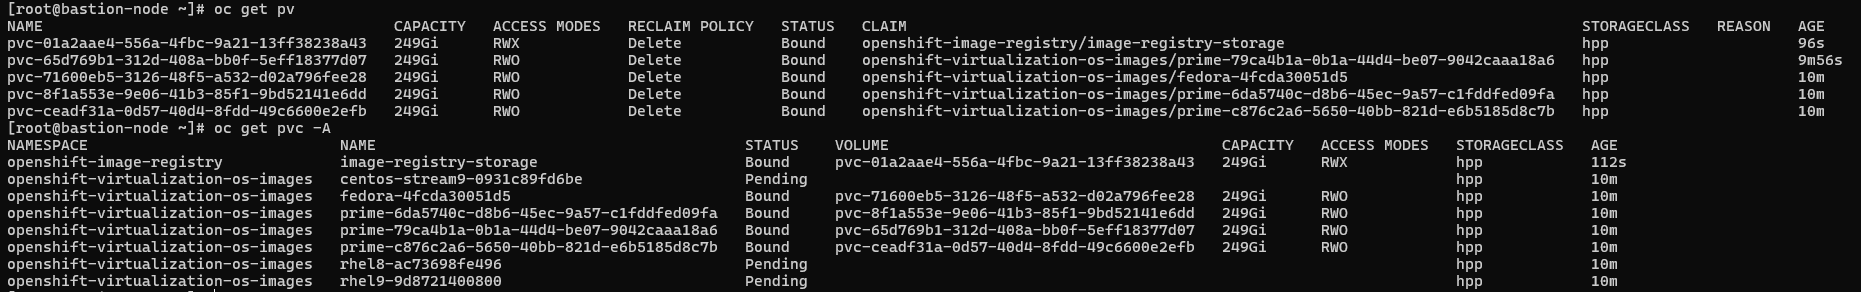 [root@bastion-node ~]# oc get pv
NAME CAPACITY ACCESS MODES RECLAIM POLICY STATUS CLAIM STORAGECLASS REASON AGE
pvc-01a2aae4-556a-4fbc-9a21-13ff38238a43 249Gi RWX Delete Bound openshift-image-registry/image-registry-storage hpp 96s
pvc-65d769b1-312d-408a-bb0f-5eff18377d07 249Gi RWO Delete Bound openshift-virtualization-os-images/prime-79ca4b1a-0b1a-44d4-be07-9042caaa18a6 hpp 9m56s
pvc-71600eb5-3126-48f5-a532-d02a796fee28 249Gi RWO Delete Bound openshift-virtualization-os-images/fedora-4fcda30051d5 hpp 10m
pvc-8f1a553e-9e06-41b3-85f1-9bd52141e6dd 249Gi RWO Delete Bound openshift-virtualization-os-images/prime-6da5740c-d8b6-45ec-9a57-c1fddfed09fa hpp 10m
pvc-ceadf31a-0d57-40d4-8fdd-49c6600e2efb 249Gi RWO Delete Bound openshift-virtualization-os-images/prime-c876c2a6-5650-40bb-821d-e6b5185d8c7b hpp 10m
[root@bastion-node ~]# oc get pvc -A
NAMESPACE NAME STATUS VOLUME CAPACITY ACCESS MODES STORAGECLASS AGE
openshift-image-registry image-registry-storage Bound pvc-01a2aae4-556a-4fbc-9a21-13ff38238a43 249Gi RWX hpp 112s
openshift-virtualization-os-images centos-stream9-0931c89fd6be Pending hpp 10m
openshift-virtualization-os-images fedora-4fcda30051d5 Bound pvc-71600eb5-3126-48f5-a532-d02a796fee28 249Gi RWO hpp 10m
openshift-virtualization-os-images prime-6da5740c-d8b6-45ec-9a57-c1fddfed09fa Bound pvc-8f1a553e-9e06-41b3-85f1-9bd52141e6dd 249Gi RWO hpp 10m
openshift-virtualization-os-images prime-79ca4b1a-0b1a-44d4-be07-9042caaa18a6 Bound pvc-65d769b1-312d-408a-bb0f-5eff18377d07 249Gi RWO hpp 10m
openshift-virtualization-os-images prime-c876c2a6-5650-40bb-821d-e6b5185d8c7b Bound pvc-ceadf31a-0d57-40d4-8fdd-49c6600e2efb 249Gi RWO hpp 10m
openshift-virtualization-os-images rhel8-ac73698fe496 Pending hpp 10m
openshift-virtualization-os-images rhel9-9d8721400800 Pending hpp 10m